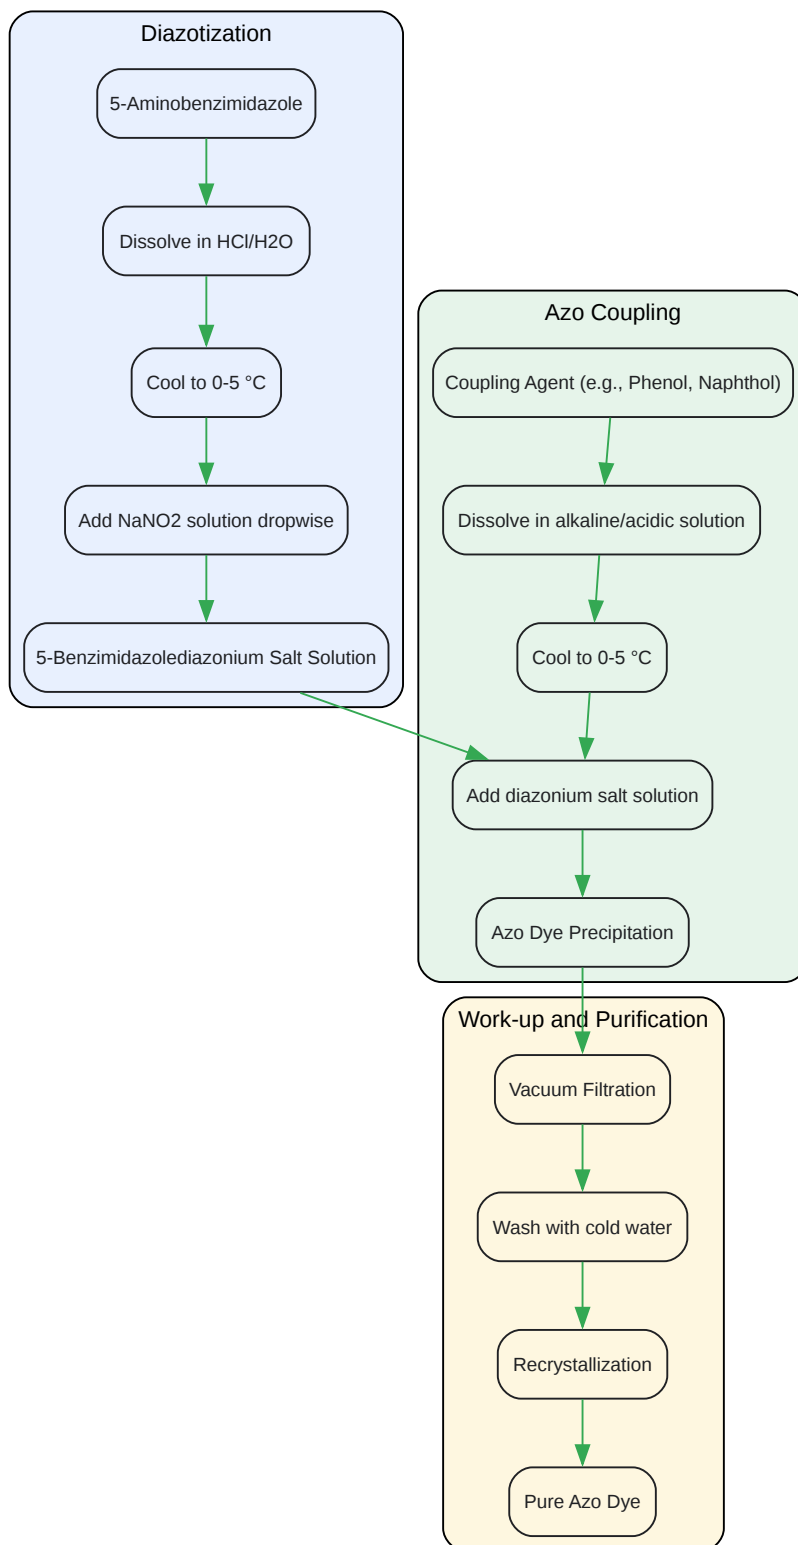 Diazotization
5-Aminobenzimidazole
Dissolve in HCl/H2O
Cool to 0-5 °C
Add NaNO2 solution dropwise
5-Benzimidazolediazonium Salt Solution
Azo Coupling
Coupling Agent (e.g., Phenol, Naphthol)
Dissolve in alkaline/acidic solution
Cool to 0-5 °C
Add diazonium salt solution
Azo Dye Precipitation
Work-up and Purification
Vacuum Filtration
Wash with cold water
Recrystallization
Pure Azo Dye